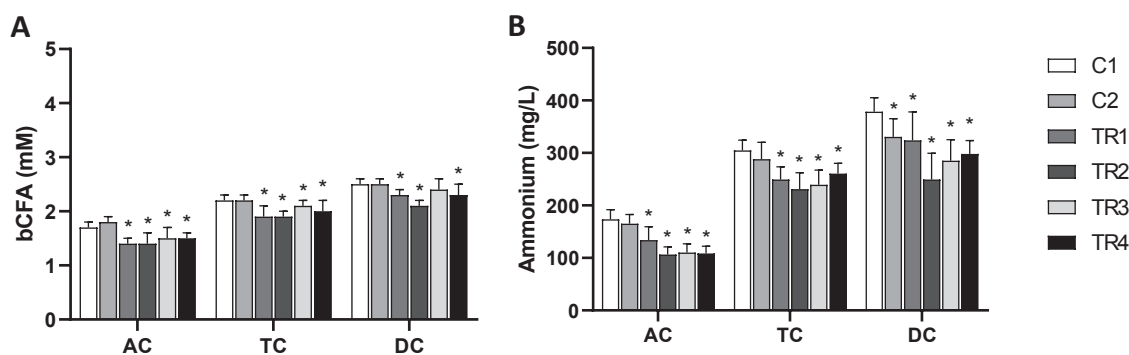 A
bCFA (mM)
5
4
3
2
1
0
* * * *
* * * *
* * *
AC TC DC
B
Ammonium (mg/L)
500
400
300
200
100
0
* * * *
* * * *
* * * * *
AC TC DC
C1
C2
TR1
TR2
TR3
TR4